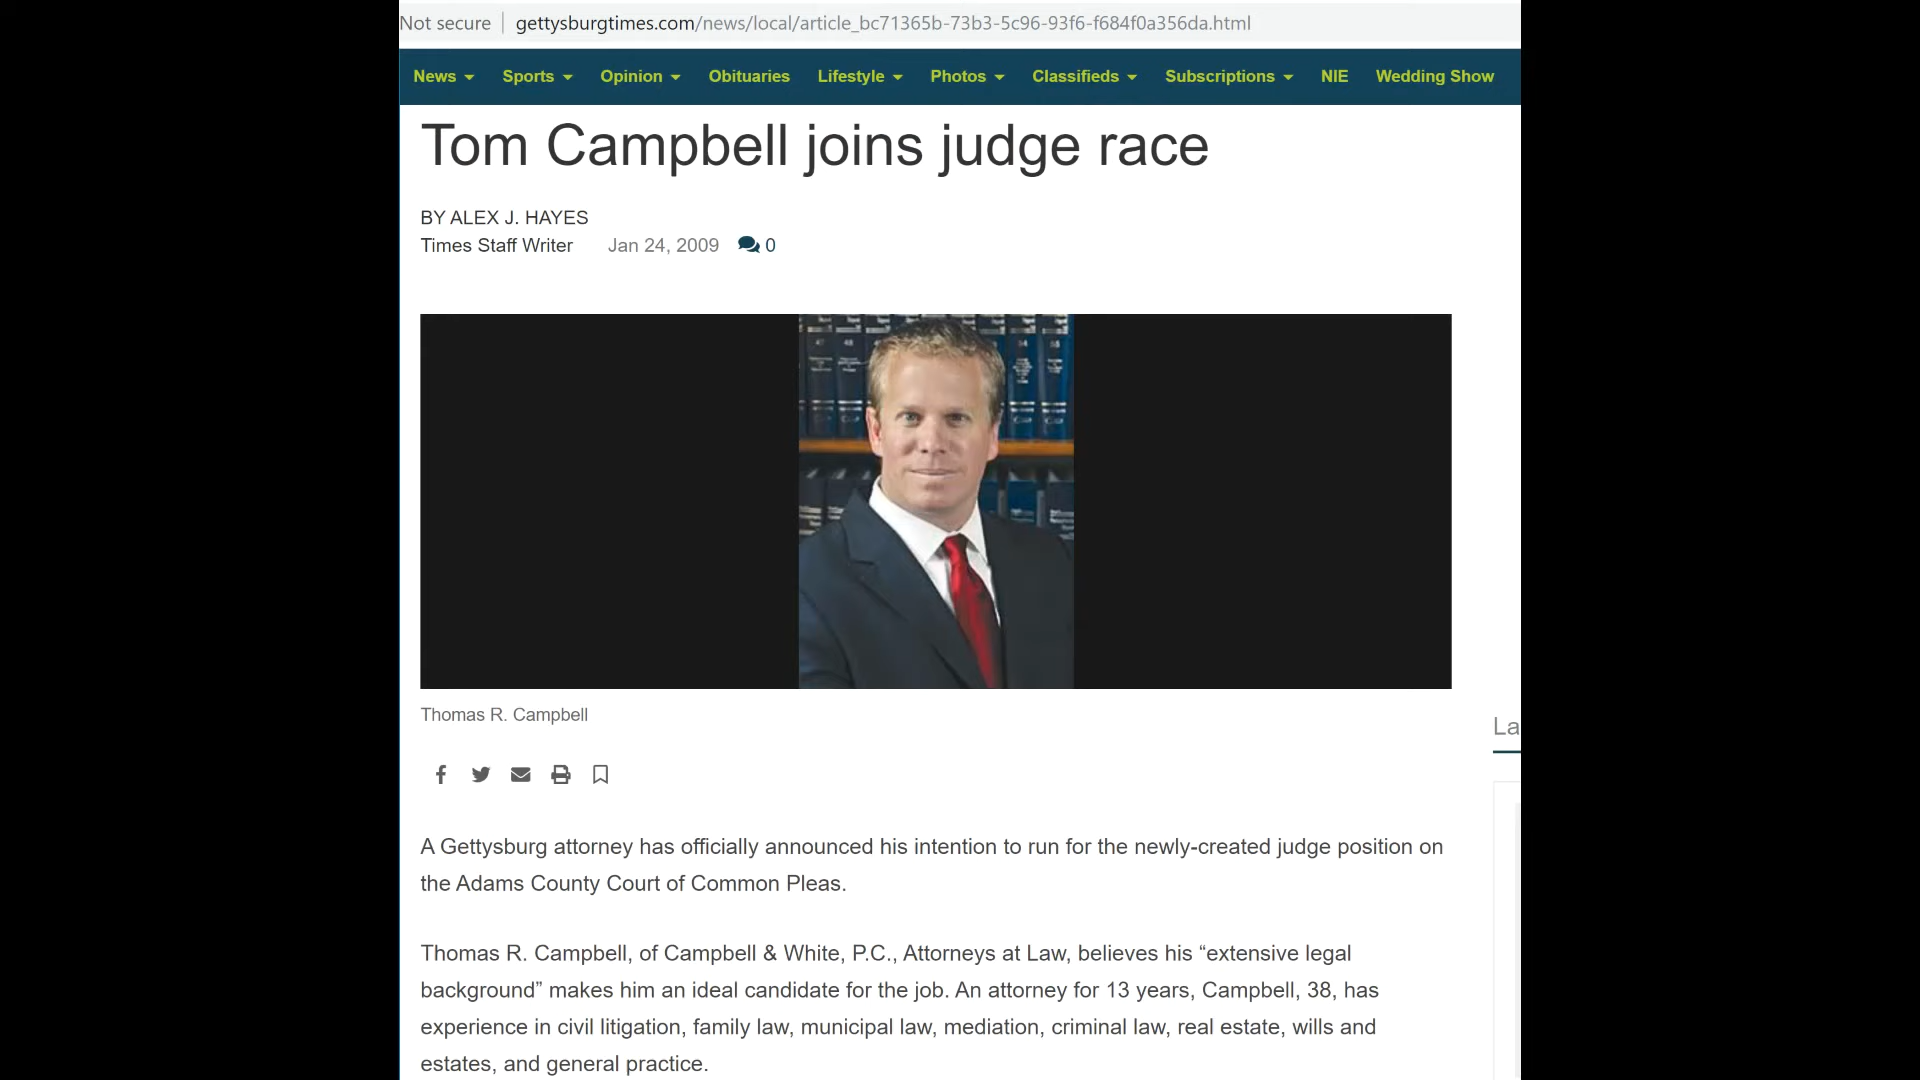 Not secure gettysburgtimes.com/news/local/article_bc71365b-73b3-5c96-93f6-f684f0a356da.html
News Sports Opinion Obituaries Lifestyle Photos Classifieds Subscriptions NIE Wedding Show
Tom Campbell joins judge race
BY ALEX J. HAYES
Times Staff Writer Jan 24, 2009 0
Thomas R. Campbell
La
A Gettysburg attorney has officially announced his intention to run for the newly-created judge position on
the Adams County Court of Common Pleas.
Thomas R. Campbell, of Campbell & White, P.C., Attorneys at Law, believes his “extensive legal
background” makes him an ideal candidate for the job. An attorney for 13 years, Campbell, 38, has
experience in civil litigation, family law, municipal law, mediation, criminal law, real estate, wills and
estates, and general practice.